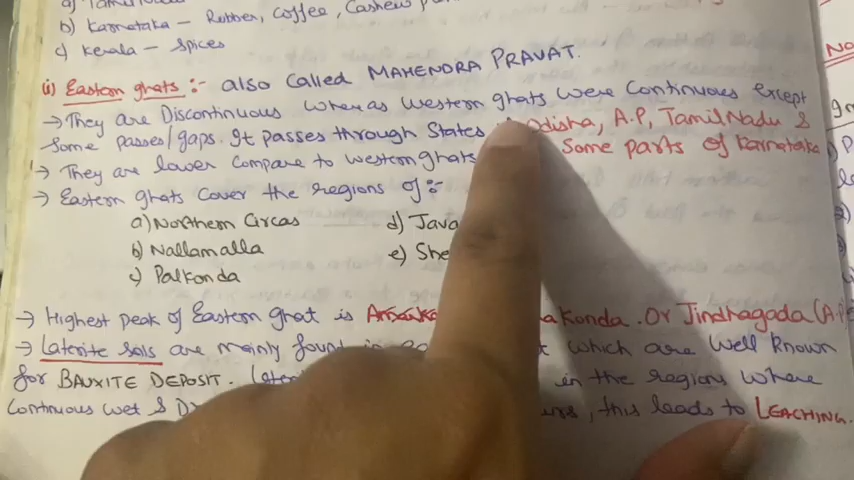 b) Karnataka - Rubber, Coffee, Cashew
c) Kerala - Spices
(ii) Eastern ghats :- also called MAHENDRA PRAVAT.
→ They are Discontinuous whereas Western ghats were Continuous except
Some passes/gaps. It passes through States Odisha, A.P, TamilNadu &
Some parts of Karnataka
→ They are lower compare to western ghats
→ Eastern ghats cover the regions of :-
a) Northern Circas
d) Java
b) Nallamalla
e) She
c) Palkonda
→ Highest peak of Eastern ghat is Konda. Or Jindhagada (A.P
→ Laterite Soils are mainly found in which are well known
for BAUXITE DEPOSIT. in the regions where
Continuous wet & this leads to LEACHING.